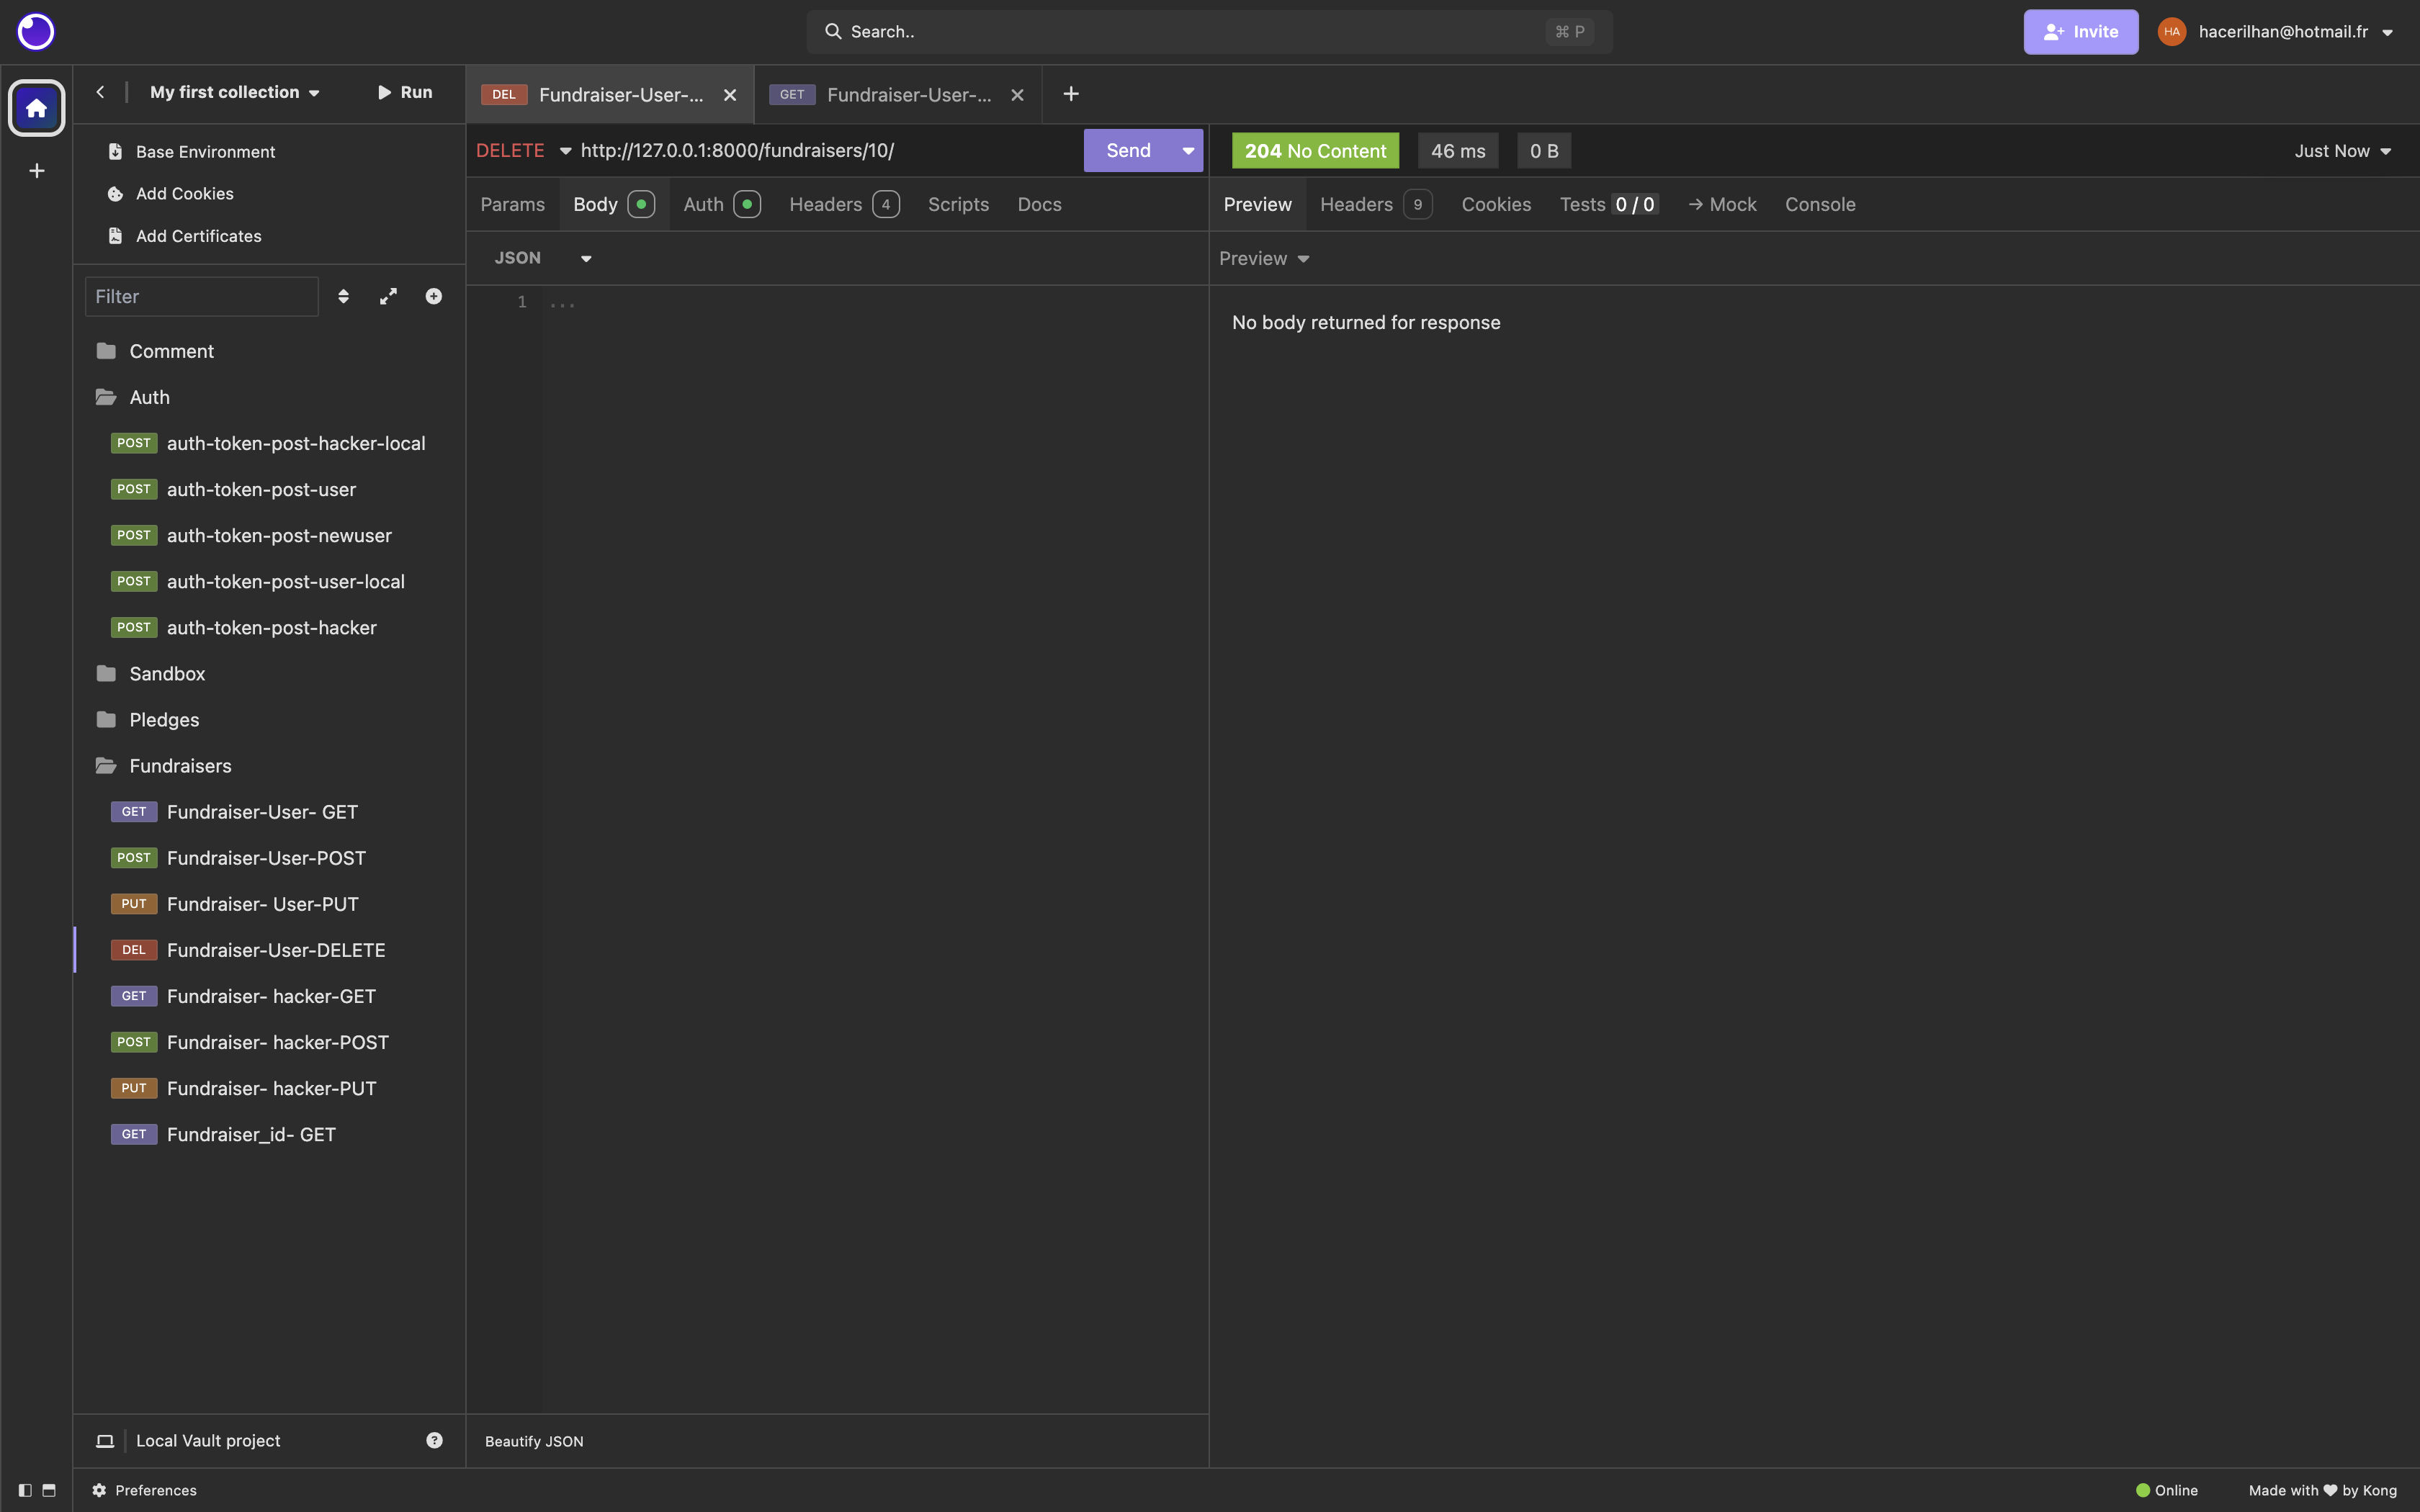 Search..
⌘ P
Invite
HA
hacerilhan@hotmail.fr
My first collection
Run
DEL Fundraiser-User-...
GET Fundraiser-User-...
Base Environment
Add Cookies
Add Certificates
DELETE http://127.0.0.1:8000/fundraisers/10/ Send
204 No Content 46 ms 0 B Just Now
Params Body Auth Headers 4 Scripts Docs
Preview Headers 9 Cookies Tests 0 / 0 → Mock Console
JSON
Preview
1 ...
No body returned for response
Filter
Comment
Auth
POST auth-token-post-hacker-local
POST auth-token-post-user
POST auth-token-post-newuser
POST auth-token-post-user-local
POST auth-token-post-hacker
Sandbox
Pledges
Fundraisers
GET Fundraiser-User- GET
POST Fundraiser-User-POST
PUT Fundraiser- User-PUT
DEL Fundraiser-User-DELETE
GET Fundraiser- hacker-GET
POST Fundraiser- hacker-POST
PUT Fundraiser- hacker-PUT
GET Fundraiser_id- GET
Local Vault project
Beautify JSON
Preferences
Online
Made with ♥ by Kong